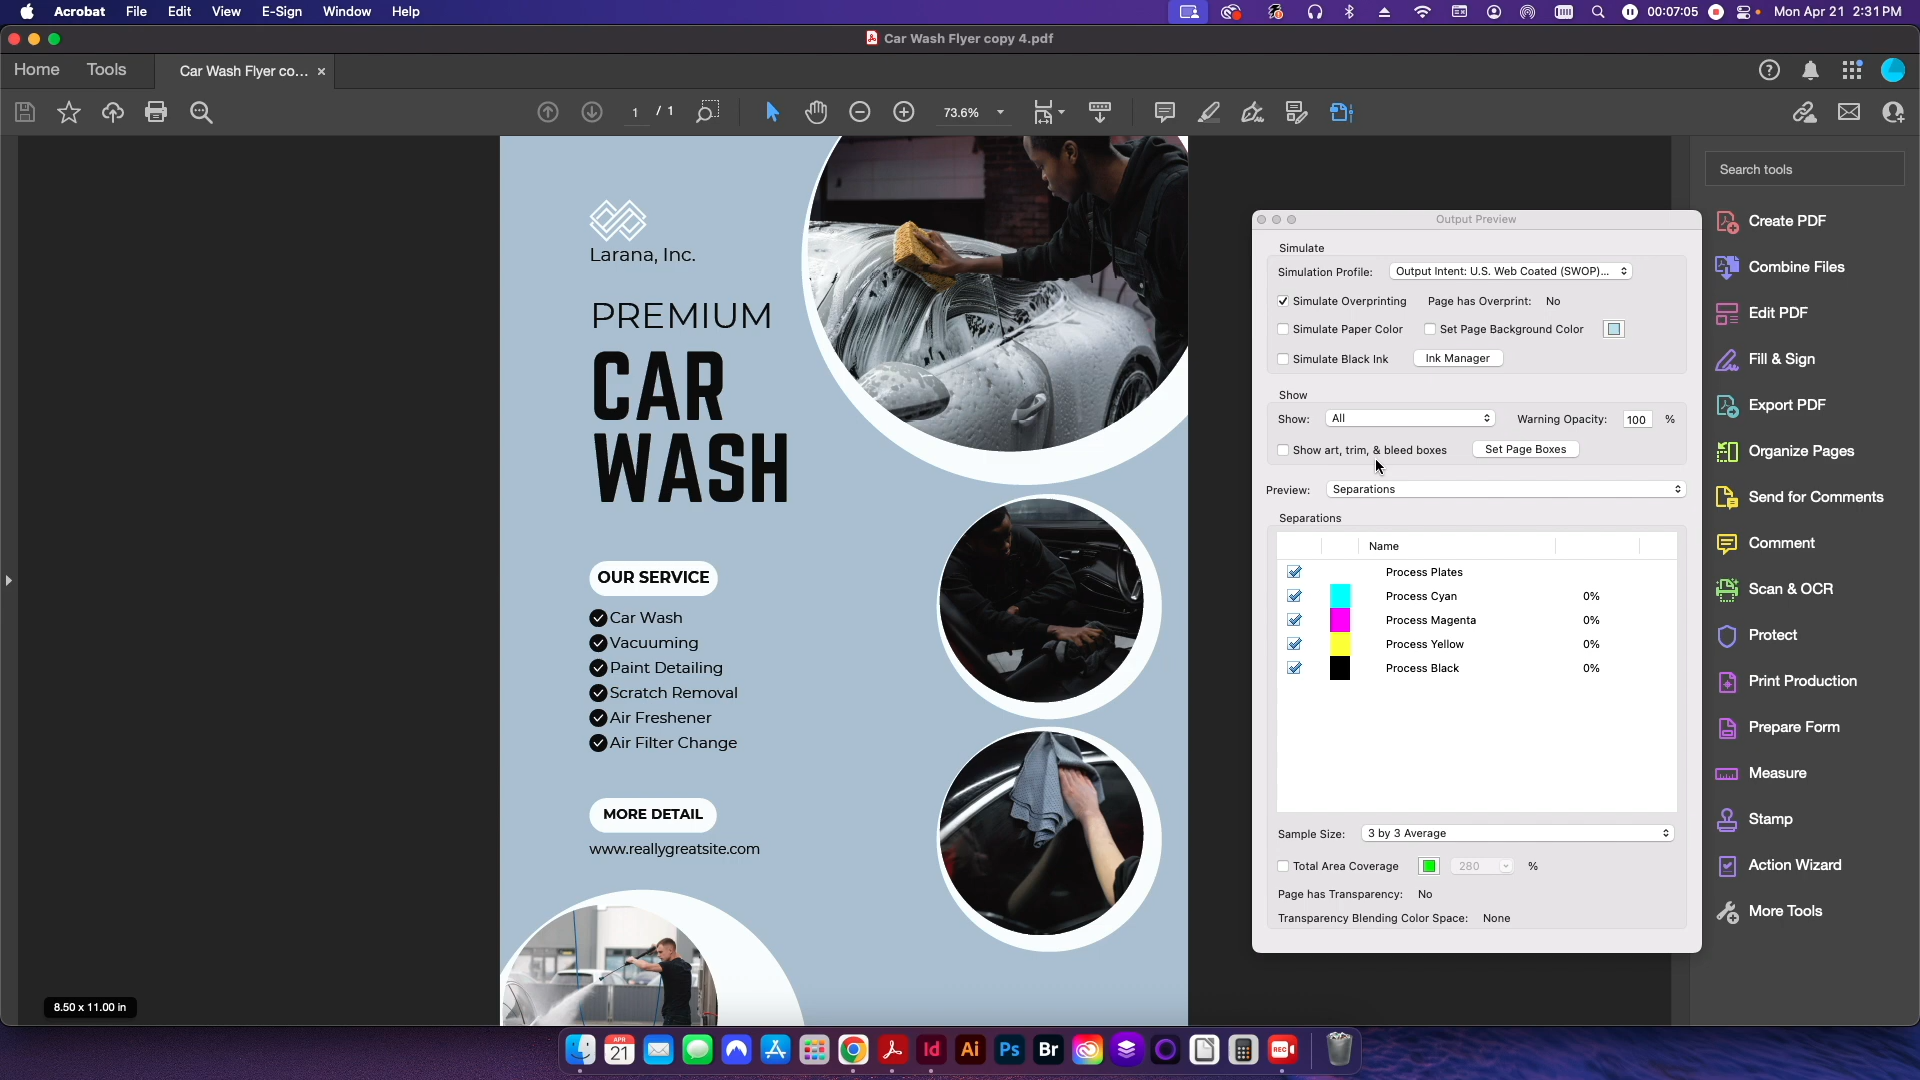 Acrobat File Edit View E-Sign Window Help
00:07:05 Mon Apr 21 2:31 PM
Car Wash Flyer copy 4.pdf
Home Tools Car Wash Flyer co... ×
1 / 1 73.6%
Larana, Inc.
PREMIUM
CAR
WASH
OUR SERVICE
Car Wash
Vacuuming
Paint Detailing
Scratch Removal
Air Freshener
Air Filter Change
MORE DETAIL
www.reallygreatsite.com
8.50 x 11.00 in
Output Preview
Simulate
Simulation Profile: Output Intent: U.S. Web Coated (SWOP)...
Simulate Overprinting Page has Overprint: No
Simulate Paper Color Set Page Background Color
Simulate Black Ink Ink Manager
Show
Show: All Warning Opacity: 100 %
Show art, trim, & bleed boxes Set Page Boxes
Preview: Separations
Separations
Name
Process Plates
Process Cyan 0%
Process Magenta 0%
Process Yellow 0%
Process Black 0%
Sample Size: 3 by 3 Average
Total Area Coverage 280 %
Page has Transparency: No
Transparency Blending Color Space: None
Search tools
Create PDF
Combine Files
Edit PDF
Fill & Sign
Export PDF
Organize Pages
Send for Comments
Comment
Scan & OCR
Protect
Print Production
Prepare Form
Measure
Stamp
Action Wizard
More Tools
APR
21
Id
Ai
Ps
Br
REC